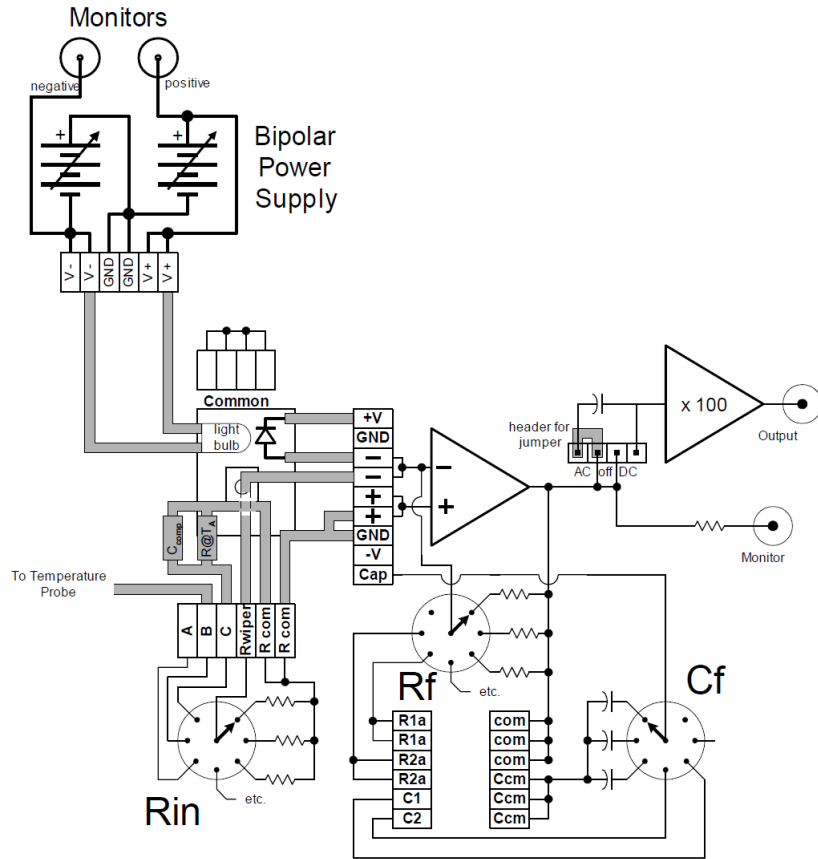 Monitors
negative
positive
+
+
Bipolar
Power
Supply
V -
V -
GND
GND
V +
V +
Common
light
bulb
+V
GND
−
−
+
+
GND
-V
Cap
−
+
x 100
header for
jumper
AC
off
DC
Output
Monitor
Ccomp
R@TA
To Temperature
Probe
A
B
C
Rwiper
R com
R com
Rin
etc.
Rf
etc.
Cf
R1a
R1a
R2a
R2a
C1
C2
com
com
com
Ccm
Ccm
Ccm